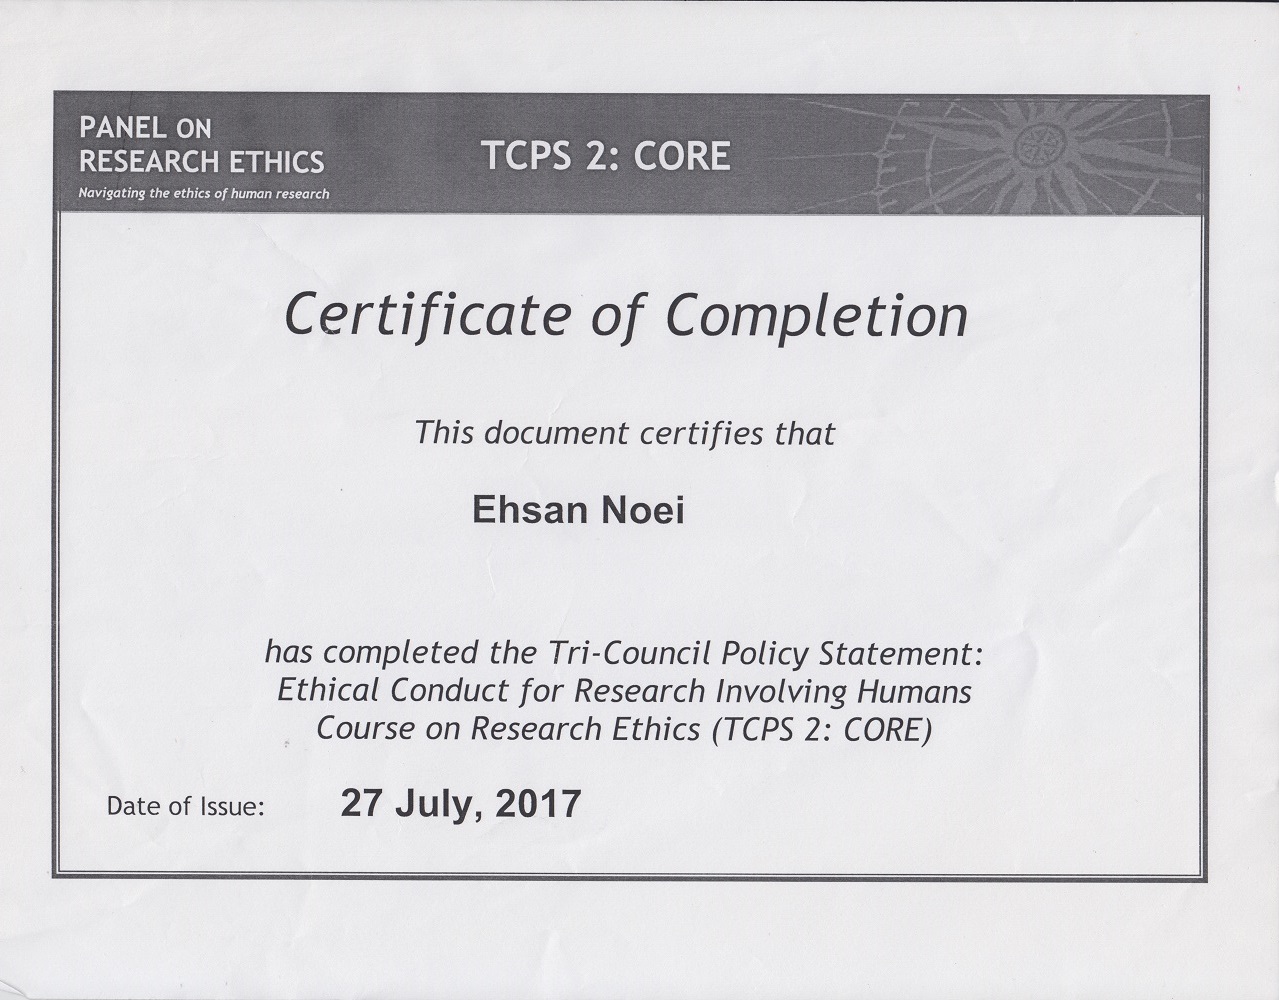 PANEL ON
RESEARCH ETHICS
Navigating the ethics of human research
TCPS 2: CORE
Certificate of Completion
This document certifies that
Ehsan Noei
has completed the Tri-Council Policy Statement:
Ethical Conduct for Research Involving Humans
Course on Research Ethics (TCPS 2: CORE)
Date of Issue: 27 July, 2017